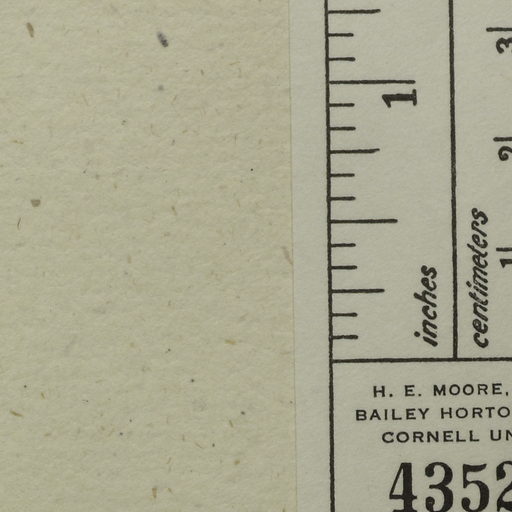 1
inches
3
2
1
centimeters
H. E. MOORE,
BAILEY HORTO
CORNELL UN
4352